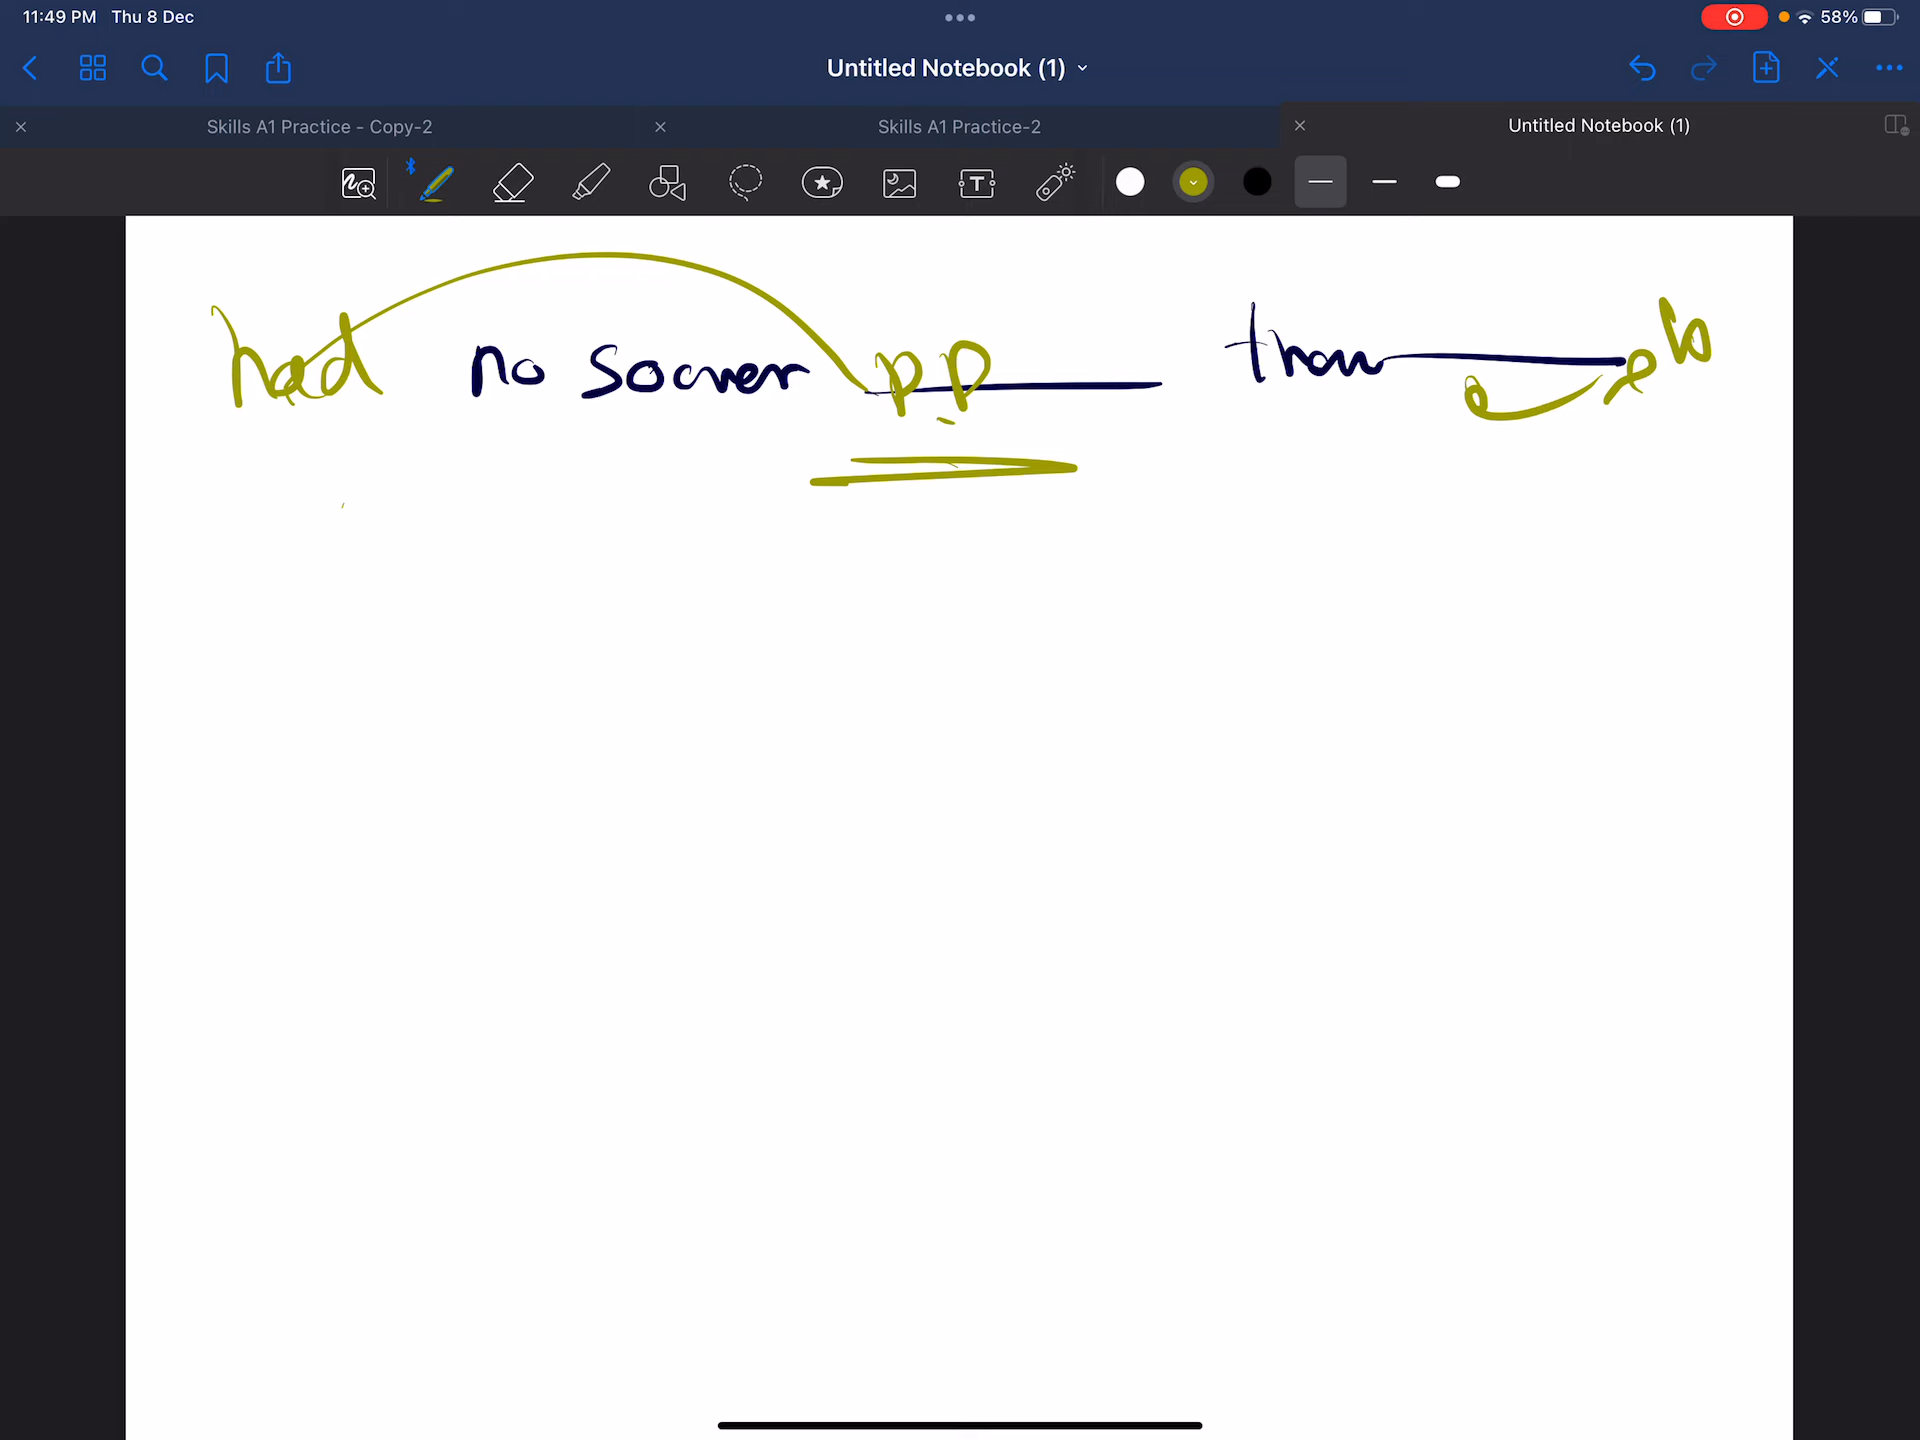 11:49 PM Thu 8 Dec
58%
Untitled Notebook (1)
Skills A1 Practice - Copy-2
Skills A1 Practice-2
Untitled Notebook (1)
had no sooner p.p than